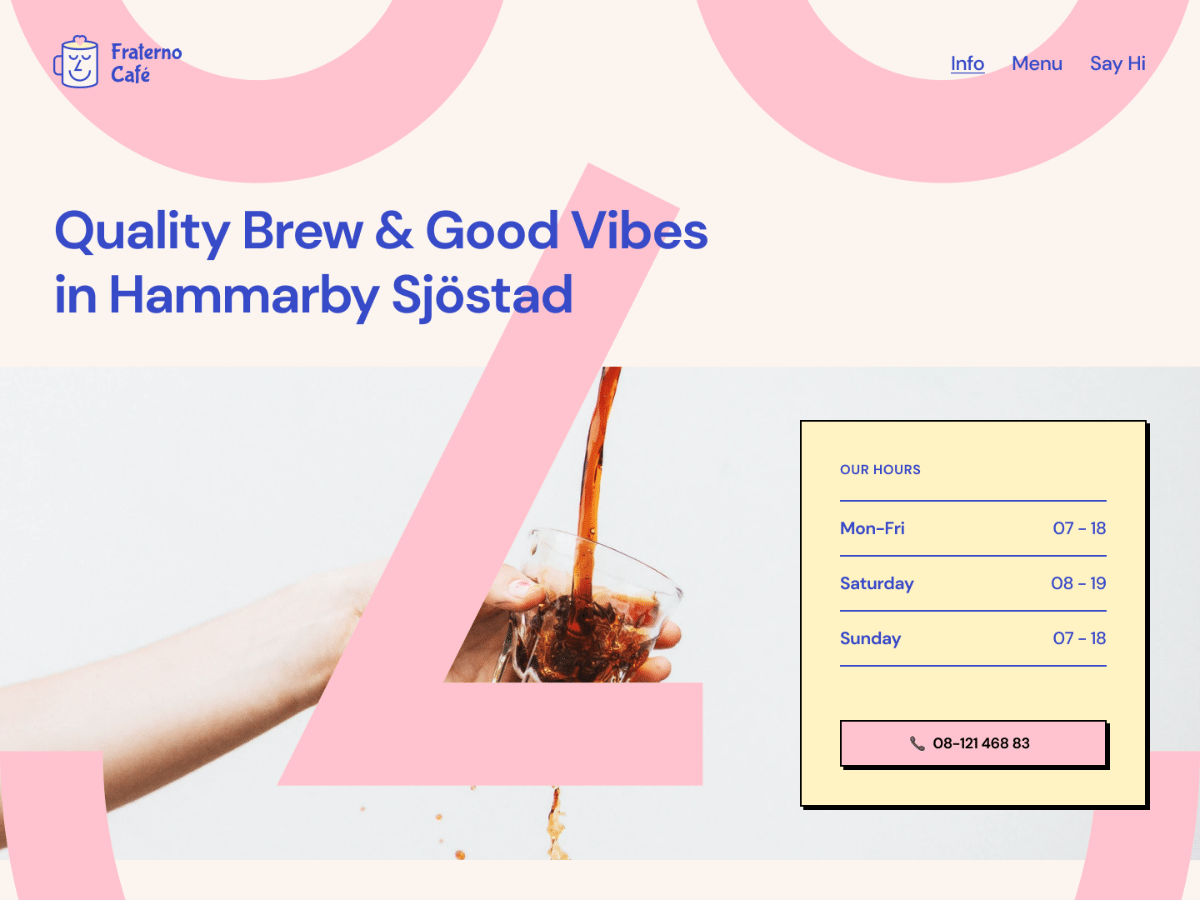 Fraterno
Café
Info Menu Say Hi
Quality Brew & Good Vibes
in Hammarby Sjöstad
OUR HOURS
Mon-Fri 07 - 18
Saturday 08 - 19
Sunday 07 - 18
08-121 468 83